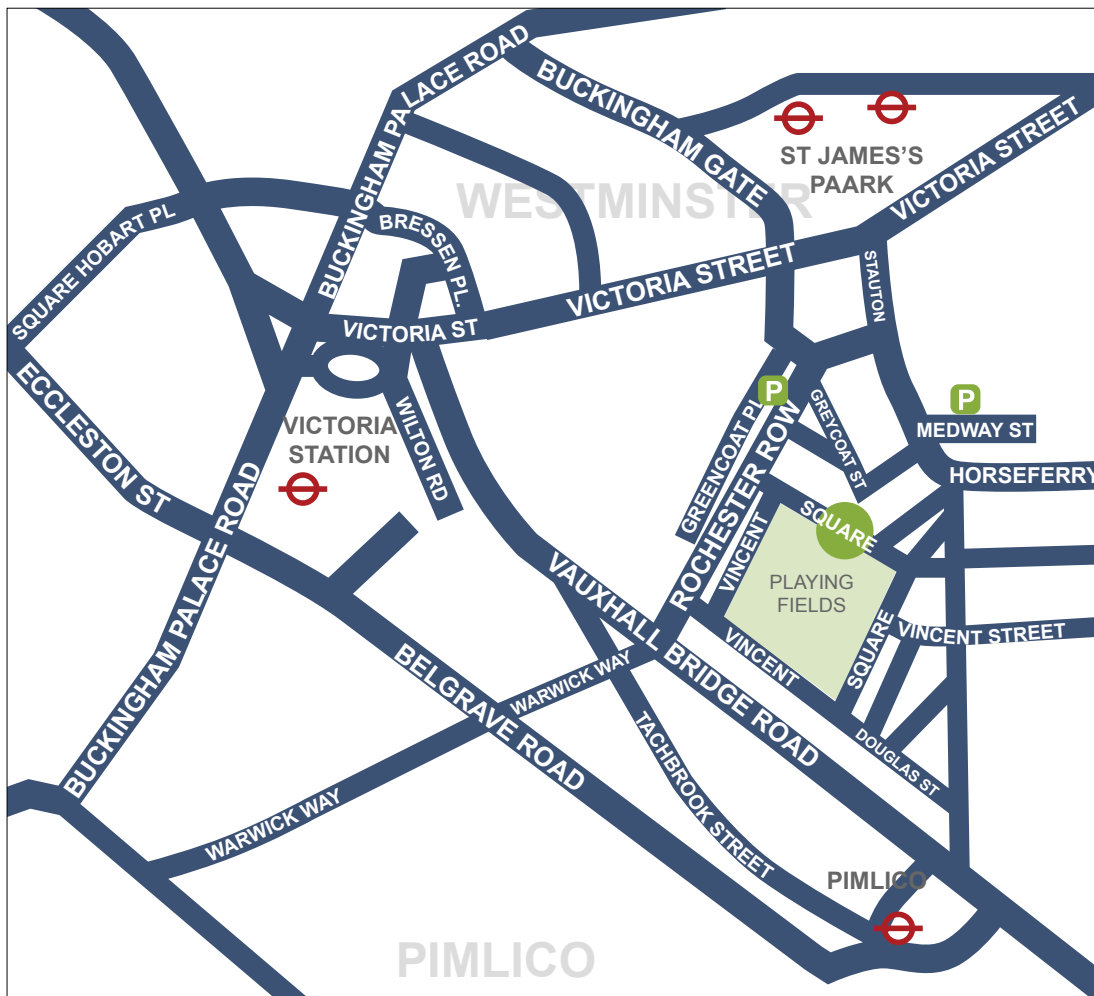 BUCKINGHAM PALACE ROAD
BUCKINGHAM GATE
ST JAMES'S
PAARK
VICTORIA STREET
WESTMINSTER
SQUARE HOBART PL
BRESSEN PL.
VICTORIA STREET
STAUTON
VICTORIA ST
ECCLESTON ST
VICTORIA
STATION
WILTON RD
P
P
GREENCOAT PL
ROCHESTER ROW
GREYCOAT ST
MEDWAY ST
HORSEFERRY
BUCKINGHAM PALACE ROAD
VINCENT
SQUARE
PLAYING
FIELDS
VAUXHALL BRIDGE ROAD
VINCENT
SQUARE
VINCENT STREET
BELGRAVE ROAD
WARWICK WAY
WARWICK WAY
TACHBROOK STREET
DOUGLAS ST
PIMLICO
PIMLICO